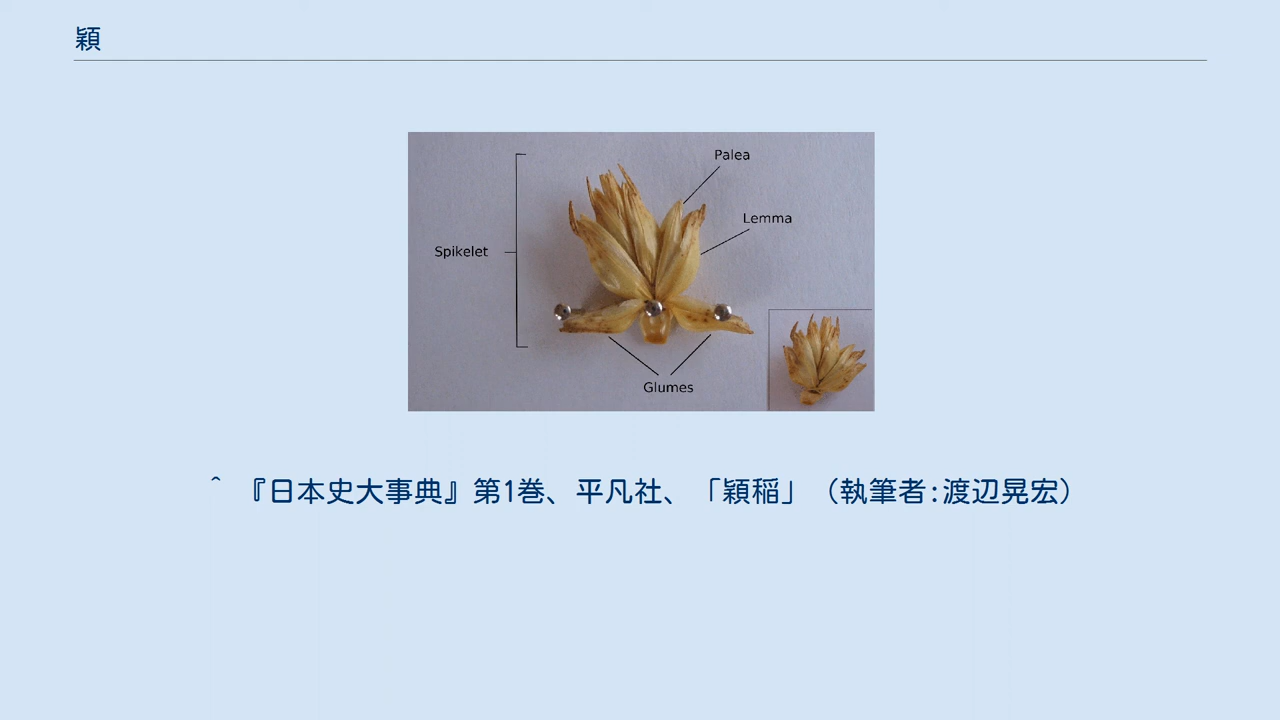 穎
Palea
Lemma
Spikelet
Glumes
^ 『日本史大事典』第1巻、平凡社、「穎稲」（執筆者:渡辺晃宏）